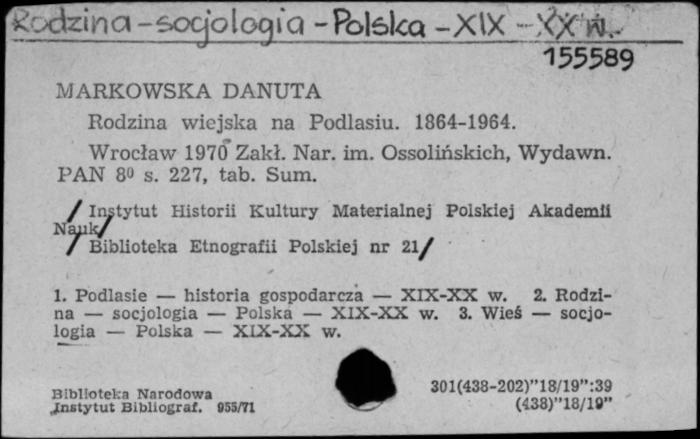 Rodzina - socjologia - Polska - XIX - XX w.
155589
MARKOWSKA DANUTA
Rodzina wiejska na Podlasiu. 1864-1964.
Wrocław 1970 Zakł. Nar. im. Ossolińskich, Wydawn.
PAN 8⁰ s. 227, tab. Sum.
/ Instytut Historii Kultury Materialnej Polskiej Akademii
Nauk/
/ Biblioteka Etnografii Polskiej nr 21/
1. Podlasie — historia gospodarcza — XIX-XX w. 2. Rodzi-
na — socjologia — Polska — XIX-XX w. 3. Wieś — socjo-
logia — Polska — XIX-XX w.
Biblioteka Narodowa
Instytut Bibliograf. 955/71
301(438-202)"18/19":39
(438)"18/19"